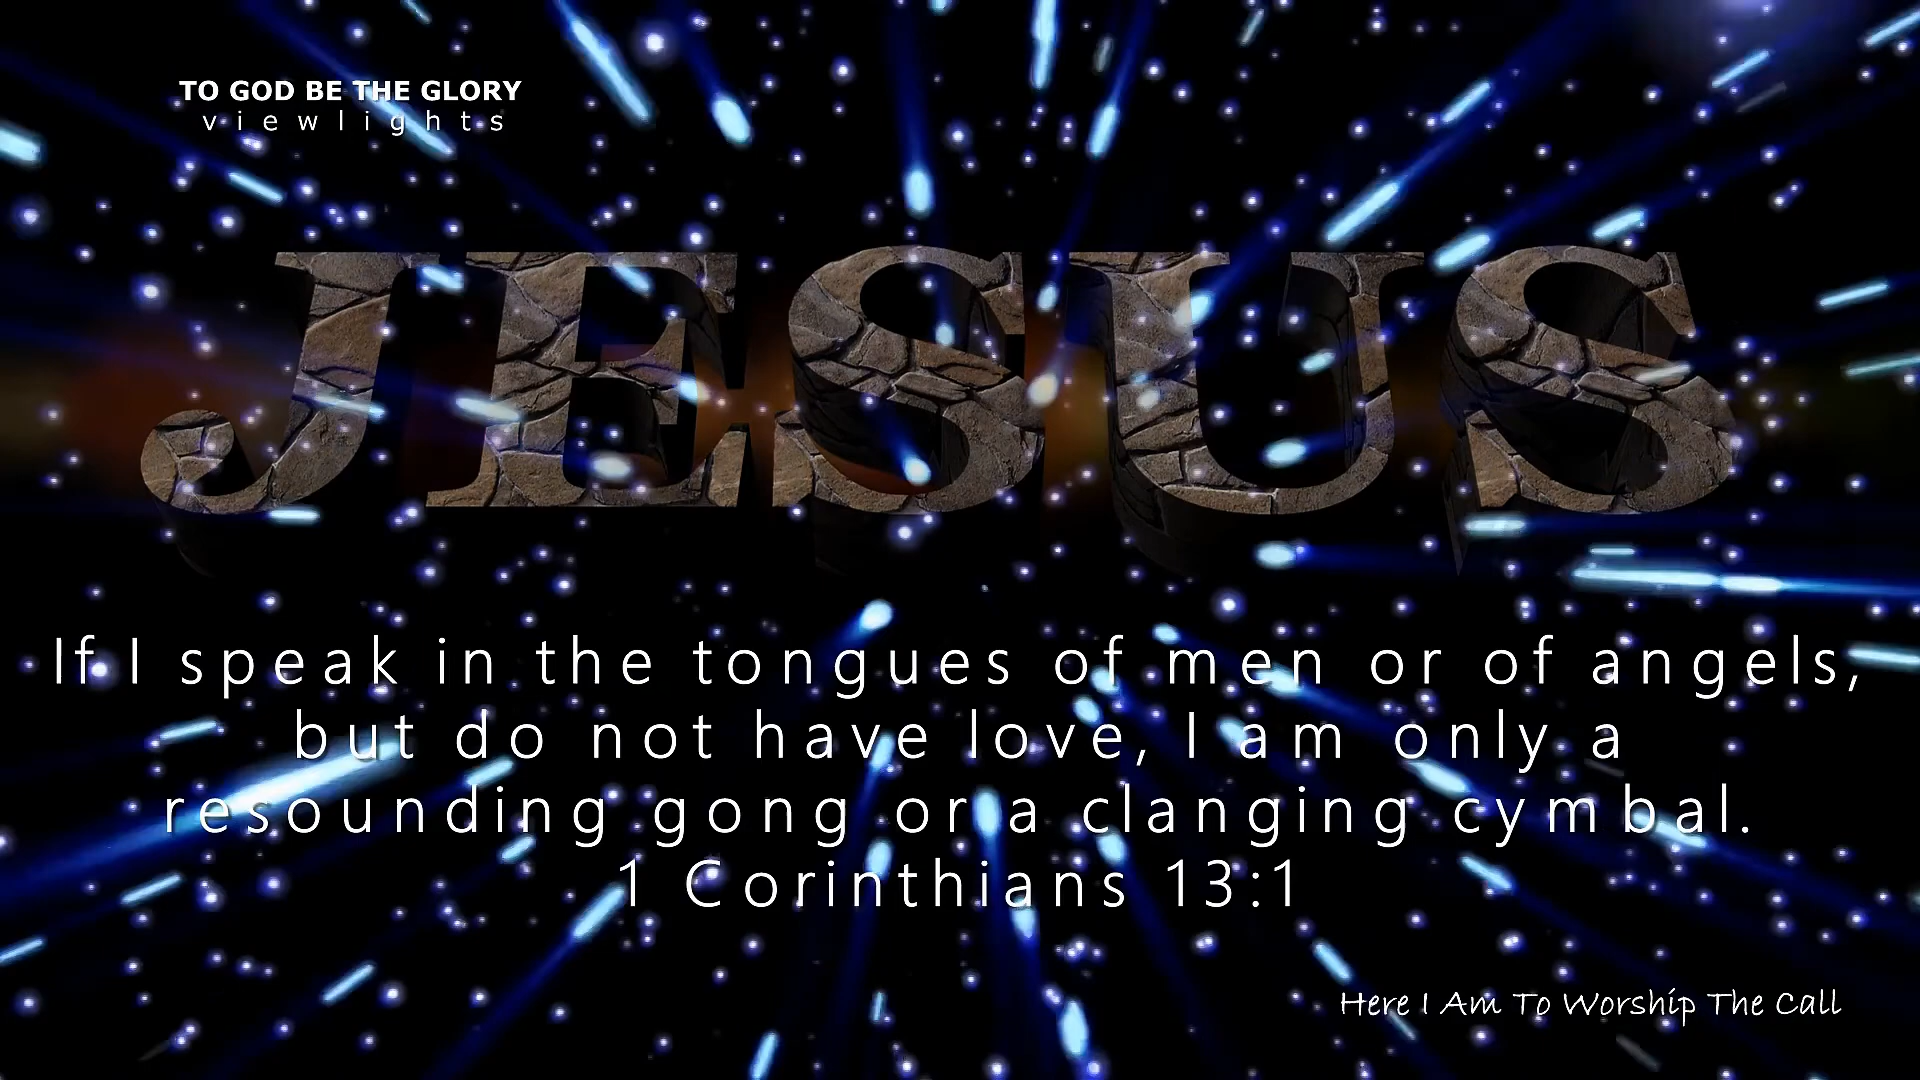 TO GOD BE THE GLORY
viewlights
JESUS
If I speak in the tongues of men or of angels,
but do not have love, I am only a
resounding gong or a clanging cymbal.
1 Corinthians 13:1
Here I Am To Worship The Call